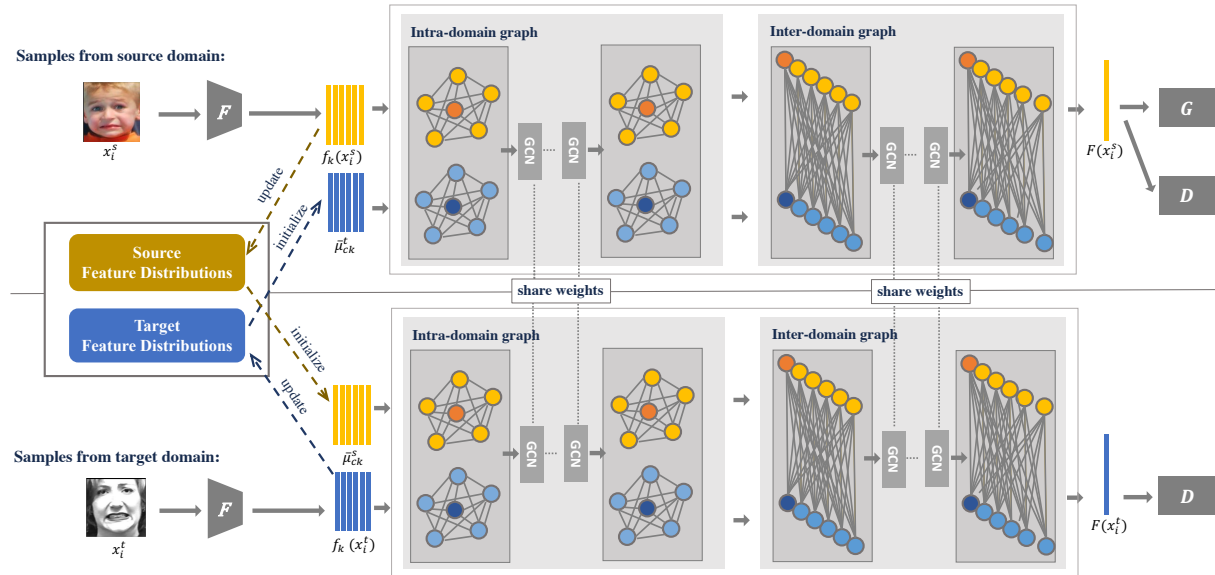 Samples from source domain:
x_i^s
F
f_k(x_i^s)
update
initialize
μ̄_ck^t
Intra-domain graph
GCN
GCN
Inter-domain graph
GCN
GCN
F(x_i^s)
G
D
Source
Feature Distributions
Target
Feature Distributions
share weights
share weights
initialize
update
μ̄_ck^s
Samples from target domain:
x_i^t
F
f_k (x_i^t)
Intra-domain graph
GCN
GCN
Inter-domain graph
GCN
GCN
F(x_i^t)
D